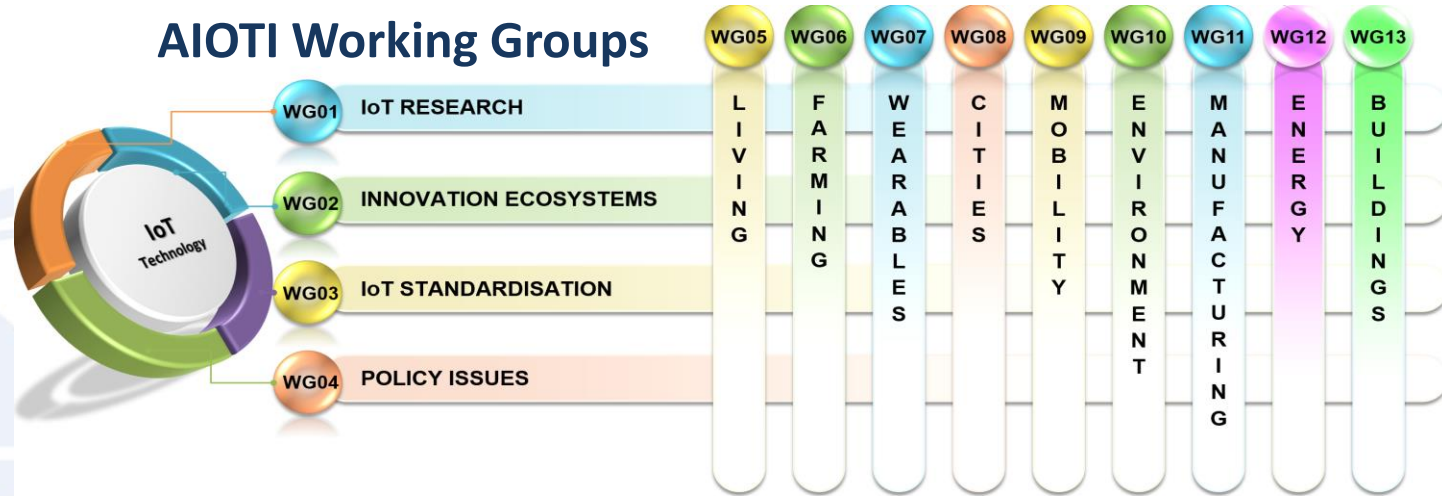 AIOTI Working Groups
WG05
WG06
WG07
WG08
WG09
WG10
WG11
WG12
WG13
WG01
IoT RESEARCH
WG02
INNOVATION ECOSYSTEMS
WG03
IoT STANDARDISATION
WG04
POLICY ISSUES
IoT
Technology
LIVING
FARMING
WEARABLES
CITIES
MOBILITY
ENVIRONMENT
MANUFACTURING
ENERGY
BUILDINGS